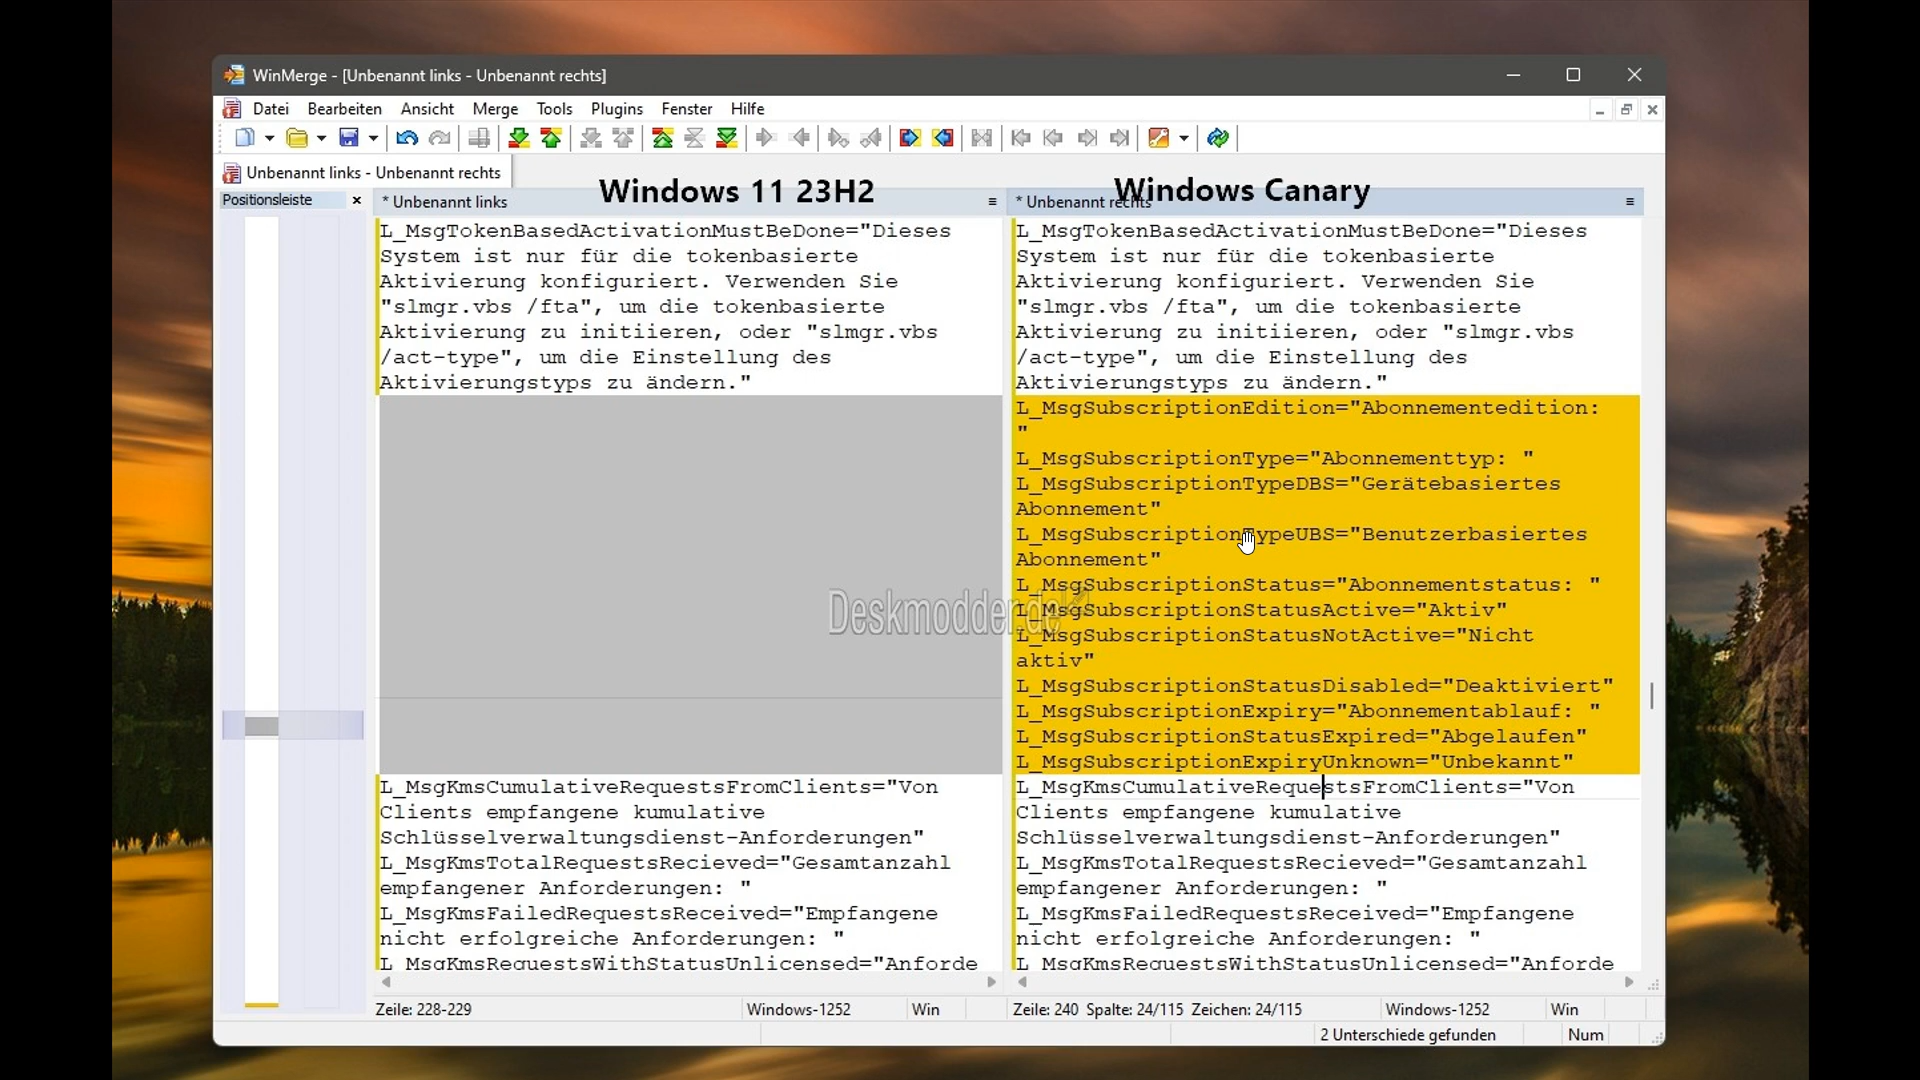 WinMerge - [Unbenannt links - Unbenannt rechts]
Datei Bearbeiten Ansicht Merge Tools Plugins Fenster Hilfe
Unbenannt links - Unbenannt rechts
Positionsleiste
Windows 11 23H2
* Unbenannt links
L_MsgTokenBasedActivationMustBeDone="Dieses
System ist nur für die tokenbasierte
Aktivierung konfiguriert. Verwenden Sie
"slmgr.vbs /fta", um die tokenbasierte
Aktivierung zu initiieren, oder "slmgr.vbs
/act-type", um die Einstellung des
Aktivierungstyps zu ändern."
L_MsgKmsCumulativeRequestsFromClients="Von
Clients empfangene kumulative
Schlüsselverwaltungsdienst-Anforderungen"
L_MsgKmsTotalRequestsRecieved="Gesamtanzahl
empfangener Anforderungen: "
L_MsgKmsFailedRequestsReceived="Empfangene
nicht erfolgreiche Anforderungen: "
L_MsgKmsRequestsWithStatusUnlicensed="Anforde
Zeile: 228-229 Windows-1252 Win
Windows Canary
* Unbenannt rechts
L_MsgTokenBasedActivationMustBeDone="Dieses
System ist nur für die tokenbasierte
Aktivierung konfiguriert. Verwenden Sie
"slmgr.vbs /fta", um die tokenbasierte
Aktivierung zu initiieren, oder "slmgr.vbs
/act-type", um die Einstellung des
Aktivierungstyps zu ändern."
L_MsgSubscriptionEdition="Abonnementedition:
"
L_MsgSubscriptionType="Abonnementtyp: "
L_MsgSubscriptionTypeDBS="Gerätebasiertes
Abonnement"
L_MsgSubscriptionTypeUBS="Benutzerbasiertes
Abonnement"
L_MsgSubscriptionStatus="Abonnementstatus: "
L_MsgSubscriptionStatusActive="Aktiv"
L_MsgSubscriptionStatusNotActive="Nicht
aktiv"
L_MsgSubscriptionStatusDisabled="Deaktiviert"
L_MsgSubscriptionExpiry="Abonnementablauf: "
L_MsgSubscriptionStatusExpired="Abgelaufen"
L_MsgSubscriptionExpiryUnknown="Unbekannt"
L_MsgKmsCumulativeRequestsFromClients="Von
Clients empfangene kumulative
Schlüsselverwaltungsdienst-Anforderungen"
L_MsgKmsTotalRequestsRecieved="Gesamtanzahl
empfangener Anforderungen: "
L_MsgKmsFailedRequestsReceived="Empfangene
nicht erfolgreiche Anforderungen: "
L_MsgKmsRequestsWithStatusUnlicensed="Anforde
Zeile: 240 Spalte: 24/115 Zeichen: 24/115 Windows-1252 Win
Deskmodder.de
2 Unterschiede gefunden Num